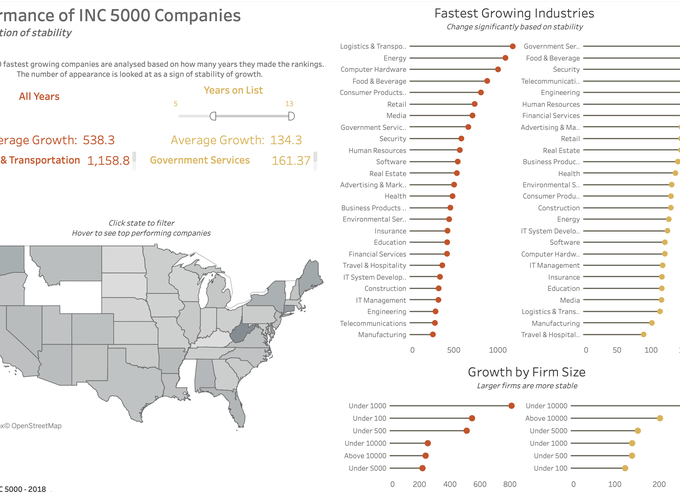 rmance of INC 5000 Companies
tion of stability
0 fastest growing companies are analysed based on how many years they made the rankings.
The number of appearance is looked at as a sign of stability of growth.
All Years
Years on List
5
13
erage Growth: 538.3
Average Growth: 134.3
& Transportation 1,158.8
Government Services 161.37
Click state to filter
Hover to see top performing companies
x© OpenStreetMap
C 5000 - 2018
Fastest Growing Industries
Change significantly based on stability
Logistics & Transpo..
Energy
Computer Hardware
Food & Beverage
Consumer Products..
Retail
Media
Government Servic..
Security
Human Resources
Software
Real Estate
Advertising & Mark..
Health
Business Products ..
Environmental Ser..
Insurance
Education
Financial Services
Travel & Hospitality
IT System Develop..
Construction
IT Management
Engineering
Telecommunications
Manufacturing
0 500 1000
Government Ser..
Food & Beverage
Security
Telecommunicati..
Engineering
Human Resources
Financial Services
Advertising & Ma..
Retail
Real Estate
Business Produc..
Health
Environmental S..
Consumer Produ..
Construction
Energy
IT System Develo..
Software
Computer Hardw..
IT Management
Insurance
Education
Media
Logistics & Trans..
Manufacturing
Travel & Hospital..
0 50 100
Growth by Firm Size
Larger firms are more stable
Under 1000
Under 100
Under 500
Under 10000
Above 10000
Under 5000
0 200 400 600 800
Under 10000
Above 10000
Under 5000
Under 1000
Under 500
Under 100
0 100 200